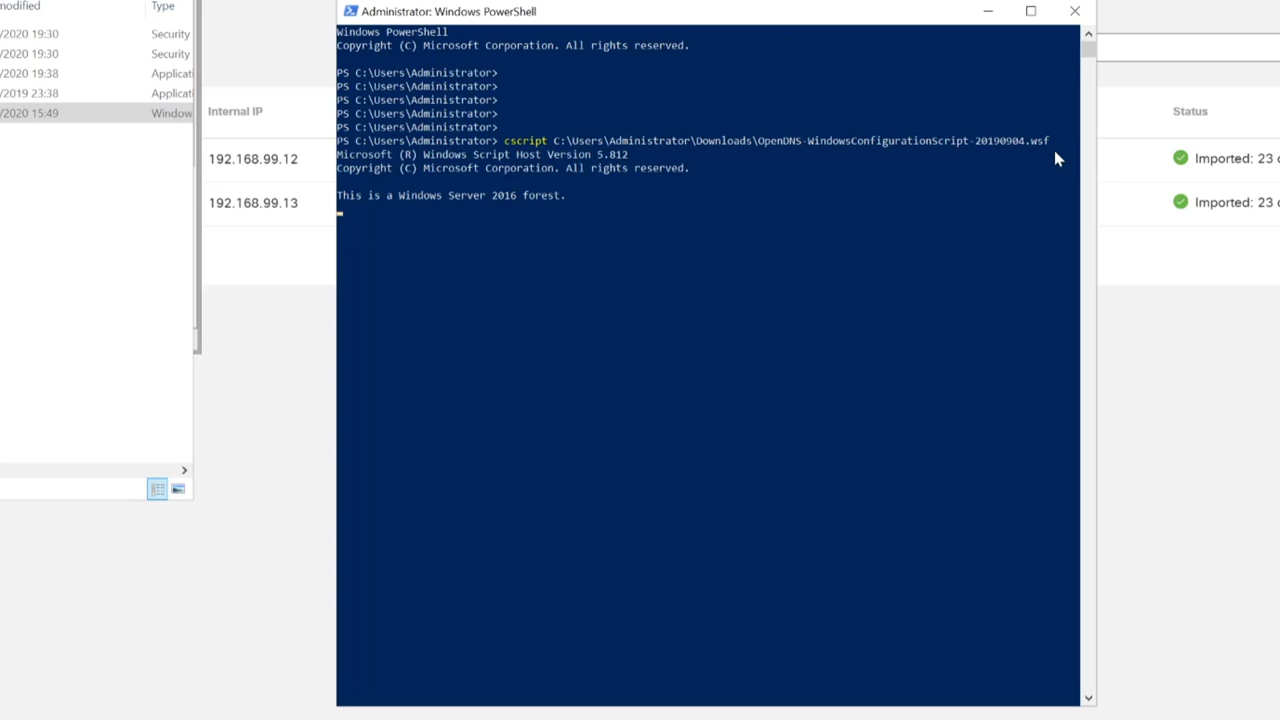 modified
Type
/2020 19:30
Security
/2020 19:30
Security
/2020 19:38
Applicati
/2019 23:38
Applicati
/2020 15:49
Window
Internal IP
192.168.99.12
192.168.99.13
Administrator: Windows PowerShell
Windows PowerShell
Copyright (C) Microsoft Corporation. All rights reserved.
PS C:\Users\Administrator>
PS C:\Users\Administrator>
PS C:\Users\Administrator>
PS C:\Users\Administrator>
PS C:\Users\Administrator>
PS C:\Users\Administrator> cscript C:\Users\Administrator\Downloads\OpenDNS-WindowsConfigurationScript-20190904.wsf
Microsoft (R) Windows Script Host Version 5.812
Copyright (C) Microsoft Corporation. All rights reserved.
This is a Windows Server 2016 forest.
Status
Imported: 23 
Imported: 23